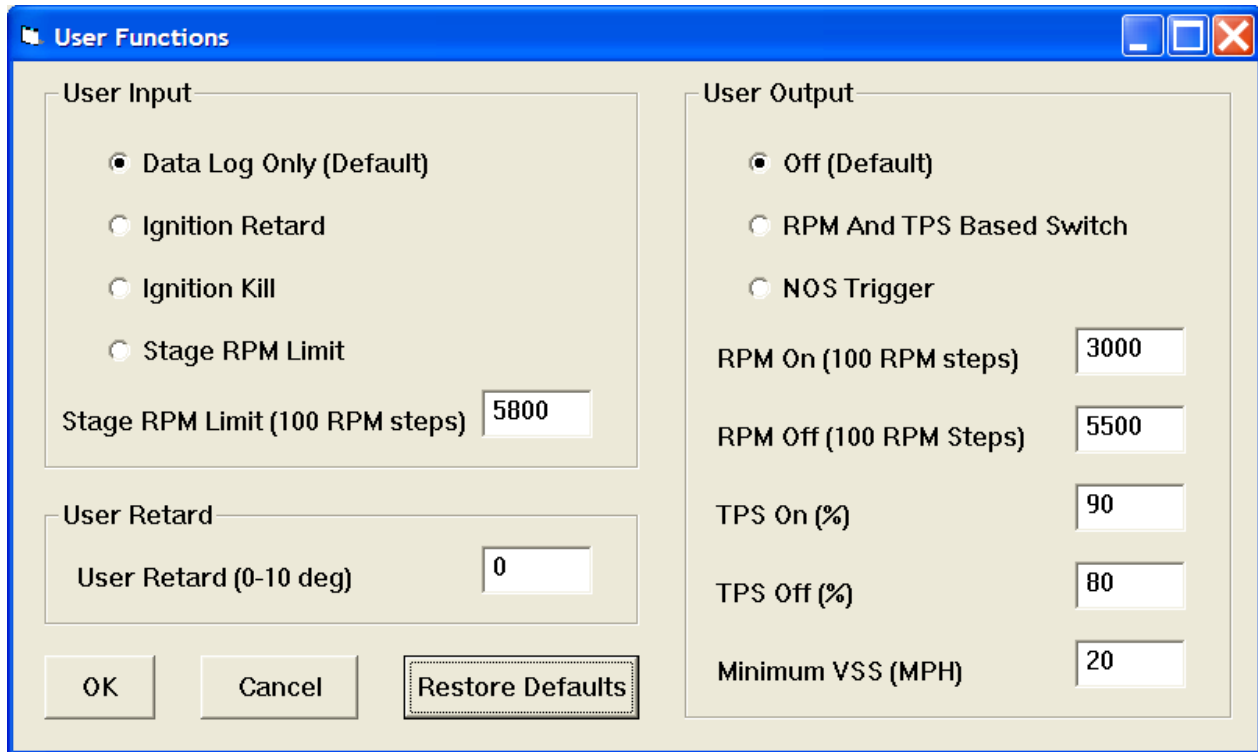 User Functions
User Input
Data Log Only (Default)
Ignition Retard
Ignition Kill
Stage RPM Limit
Stage RPM Limit (100 RPM steps) 5800
User Retard
User Retard (0-10 deg) 0
OK Cancel Restore Defaults
User Output
Off (Default)
RPM And TPS Based Switch
NOS Trigger
RPM On (100 RPM steps) 3000
RPM Off (100 RPM Steps) 5500
TPS On (%) 90
TPS Off (%) 80
Minimum VSS (MPH) 20